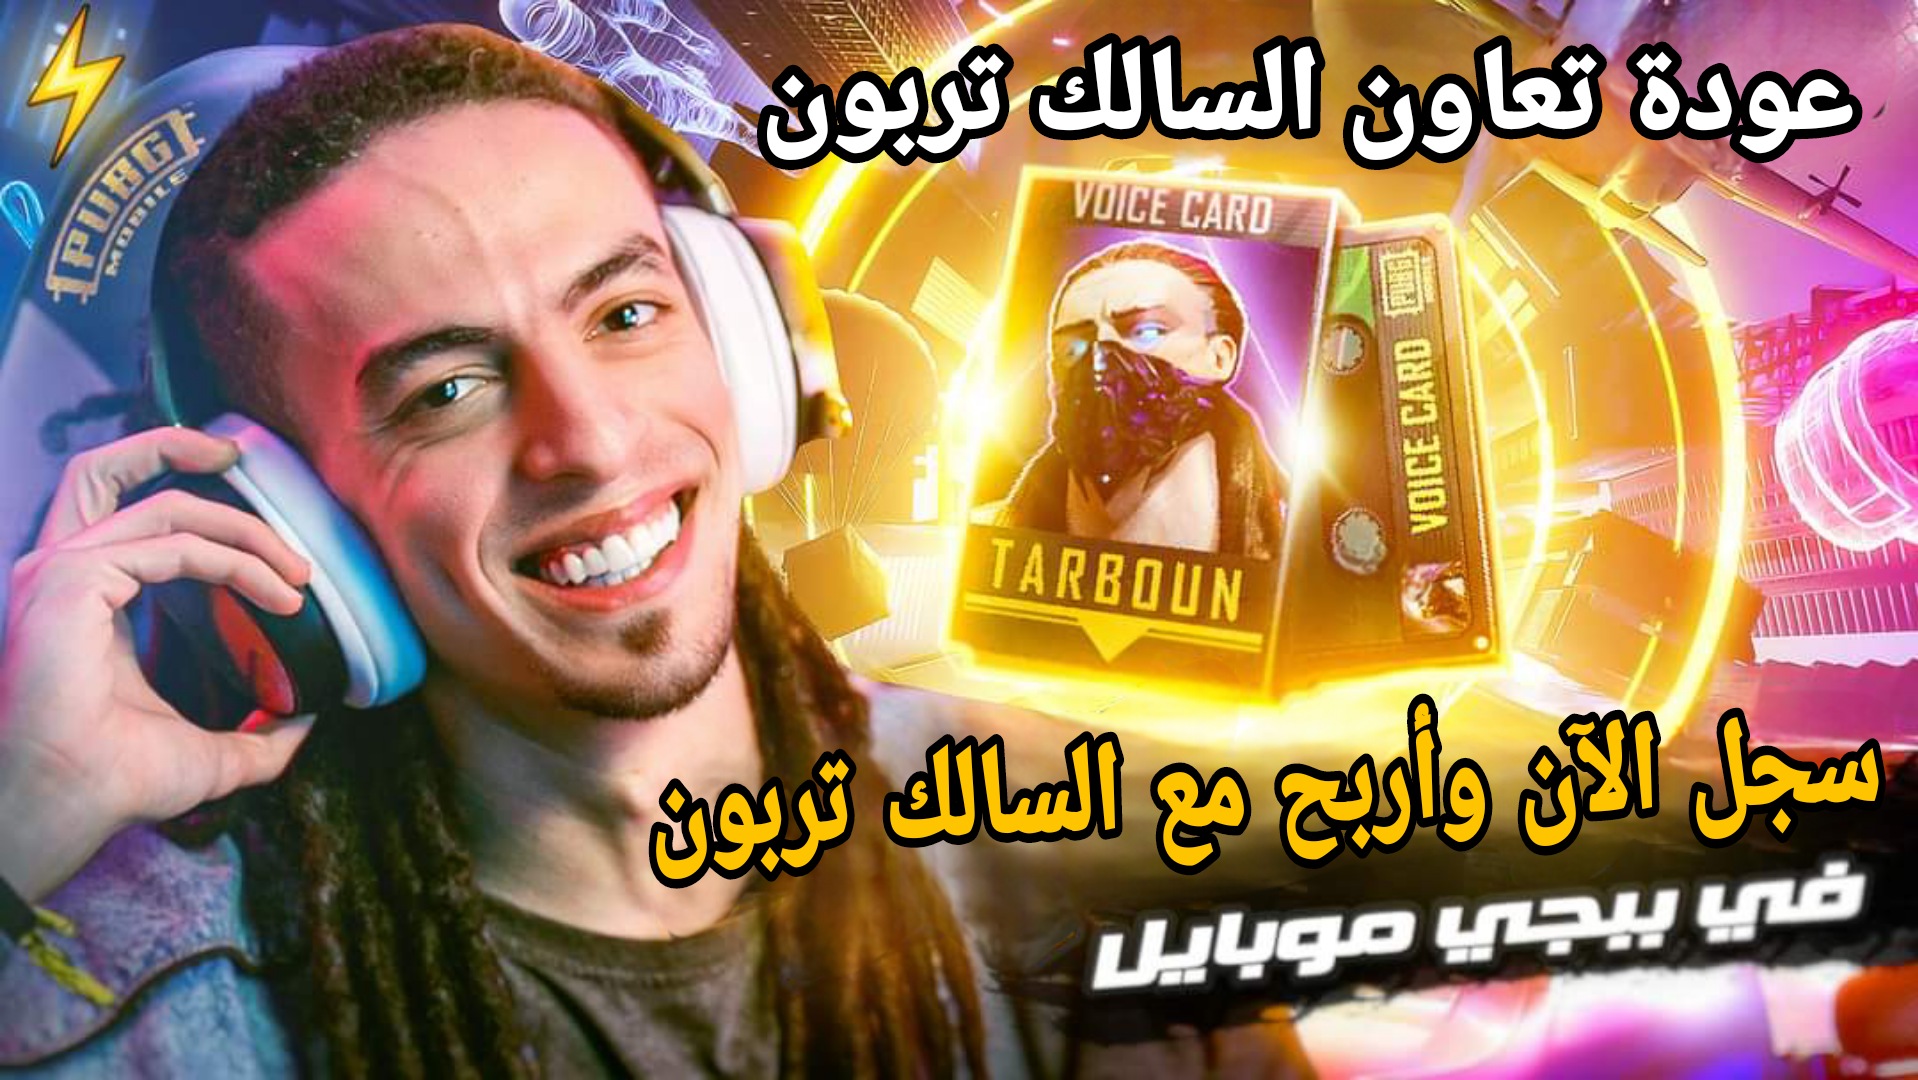 عودة تعاون السالك تربون
PUBG
MOBILE
VOICE CARD
TARBOUN
PUBG
VOICE CARD
سجل الآن وأربح مع السالك تربون
في ببجي موبايل